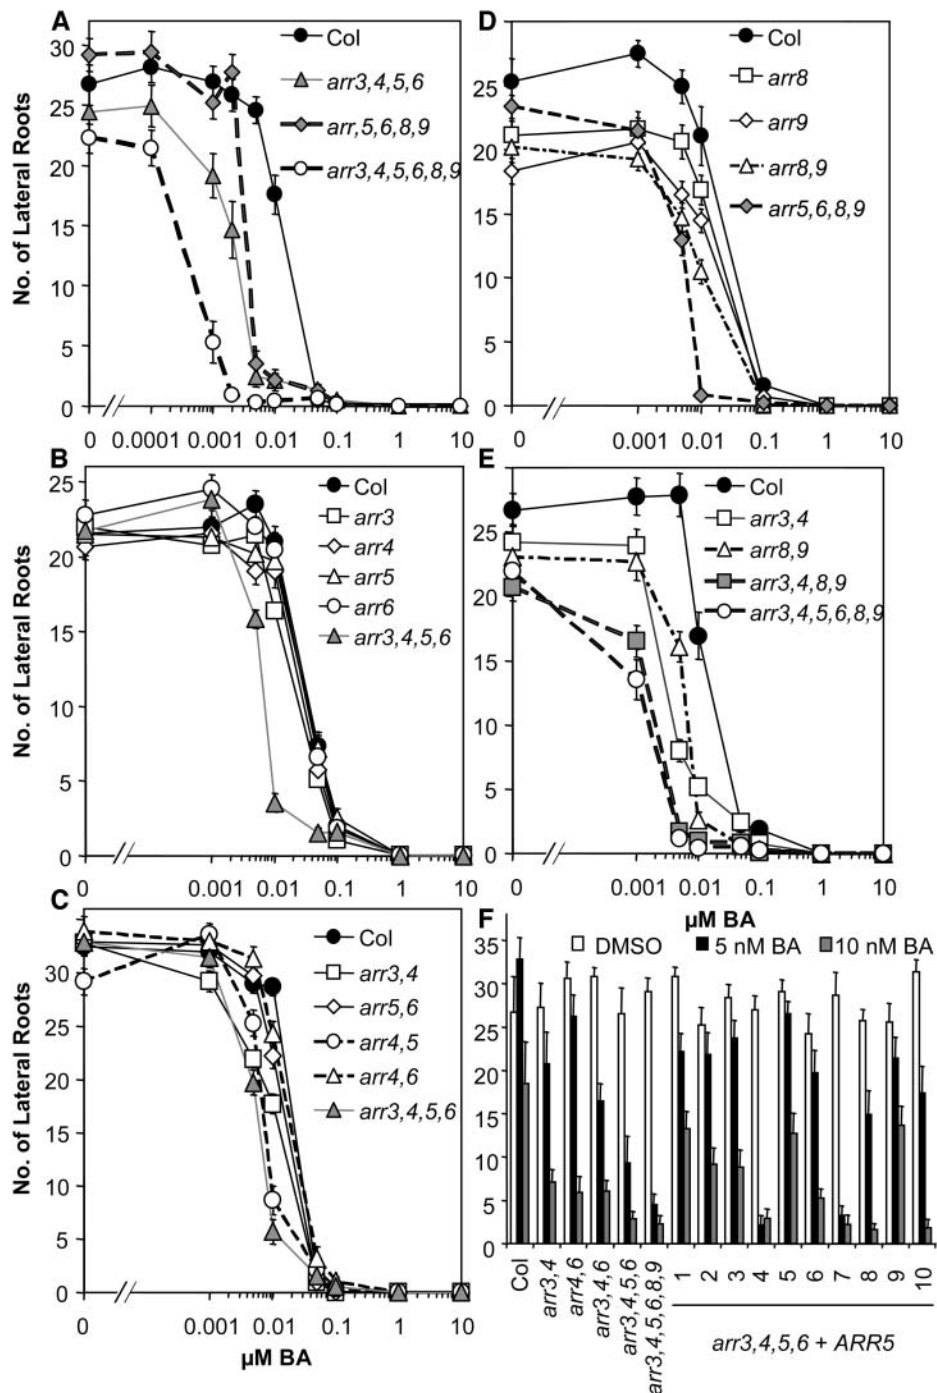 A
No. of Lateral Roots
30
25
20
15
10
5
0
Col
arr3,4,5,6
arr,5,6,8,9
arr3,4,5,6,8,9
0 0.0001 0.001 0.01 0.1 1 10
D
25
20
15
10
5
0
Col
arr8
arr9
arr8,9
arr5,6,8,9
0 0.001 0.01 0.1 1 10
B
No. of Lateral Roots
25
20
15
10
5
0
Col
arr3
arr4
arr5
arr6
arr3,4,5,6
0 0.001 0.01 0.1 1 10
E
25
20
15
10
5
0
Col
arr3,4
arr8,9
arr3,4,8,9
arr3,4,5,6,8,9
0 0.001 0.01 0.1 1 10
µM BA
C
No. of Lateral Roots
30
25
20
15
10
5
0
Col
arr3,4
arr5,6
arr4,5
arr4,6
arr3,4,5,6
0 0.001 0.01 0.1 1 10
µM BA
F
35
30
25
20
15
10
5
0
DMSO 5 nM BA 10 nM BA
Col
arr3,4
arr4,6
arr3,4,6
arr3,4,5,6
arr3,4,5,6,8,9
1 2 3 4 5 6 7 8 9 10
arr3,4,5,6 + ARR5